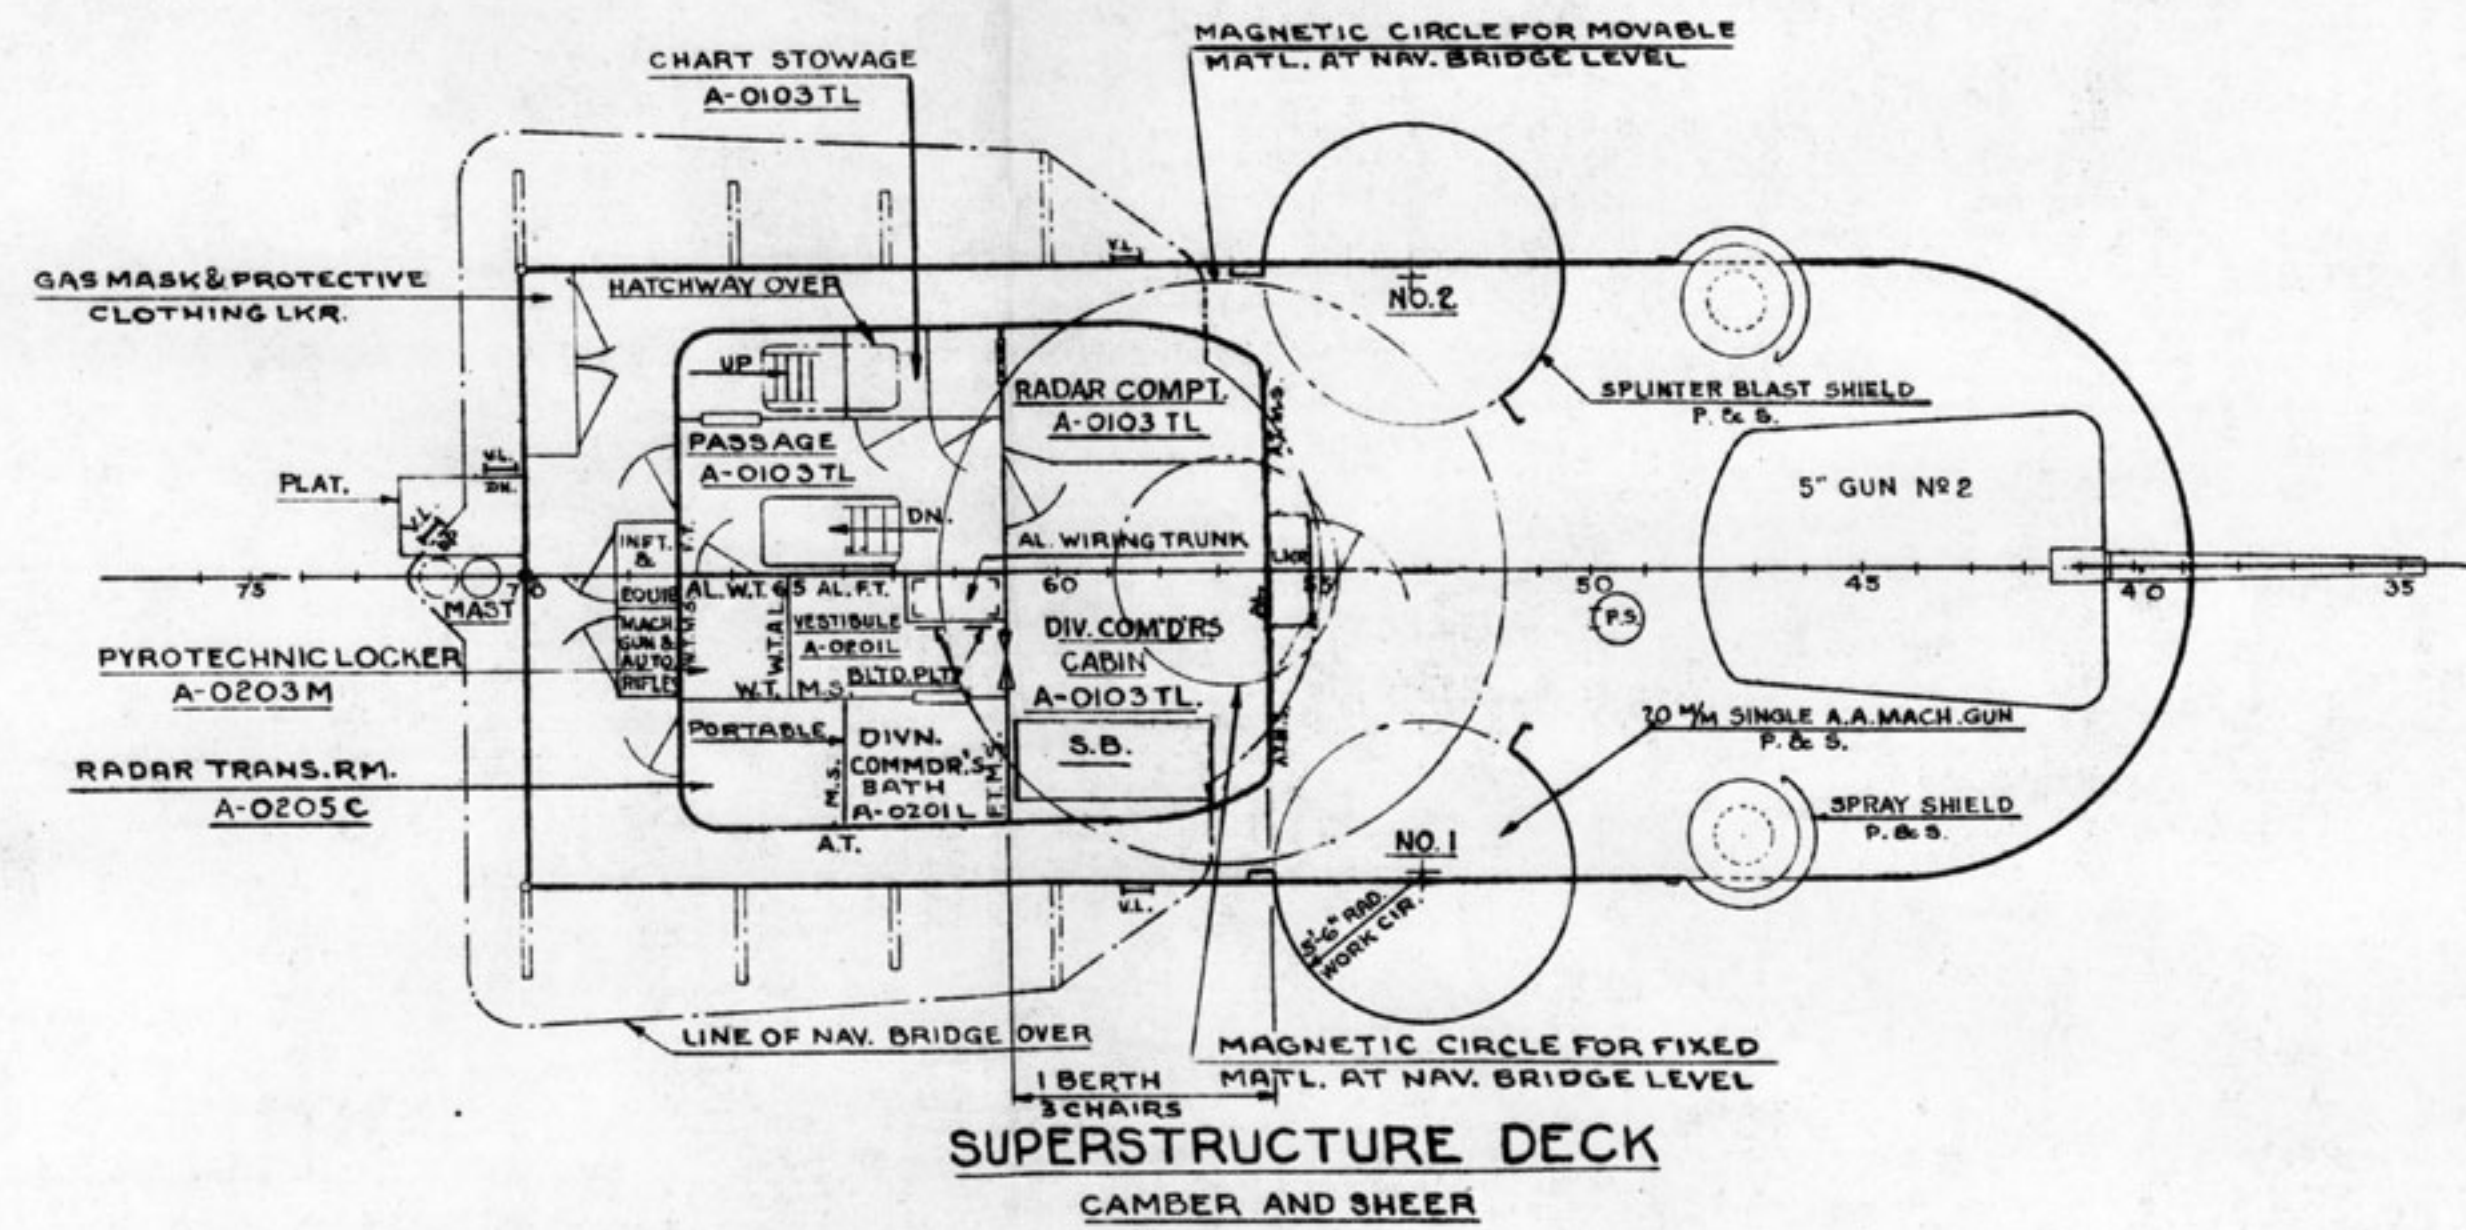 MAGNETIC CIRCLE FOR MOVABLE
MATL. AT NAV. BRIDGE LEVEL
CHART STOWAGE
A-0103TL
V.L.
GAS MASK & PROTECTIVE
CLOTHING LKR.
HATCHWAY OVER
NO. 2
UP
RADAR COMPT.
A-0103 TL
SPLINTER BLAST SHIELD
P. & S.
PASSAGE
A-0103TL
V.L.
DN.
PLAT.
V.L.
5" GUN Nº 2
DN.
INFT.
&
EQUIP
AL. WIRING TRUNK
LKR
75
70
65
60
55
50
45
40
35
MAST
AL. W.T.
AL. F.T.
W.T.AL.
W.T.M.S.
MACH.
GUN &
AUTO.
RIFLES
VESTIBULE
A-0201L
BLTD. PLT.
DIV. COM'D'RS
CABIN
A-0103TL.
P.S.
PYROTECHNIC LOCKER
A-0203M
W.T.
M.S.
PORTABLE
DIVN.
COMMDR'S.
BATH
A-0201L
M.S.
F.T.M.S.
S.B.
20 M/M SINGLE A.A. MACH. GUN
P. & S.
RADAR TRANS. RM.
A-0205C
A.T.
SPRAY SHIELD
P. & S.
NO. 1
5'-6" RAD.
WORK CIR.
V.L.
LINE OF NAV. BRIDGE OVER
MAGNETIC CIRCLE FOR FIXED
MATL. AT NAV. BRIDGE LEVEL
1 BERTH
3 CHAIRS
SUPERSTRUCTURE DECK
CAMBER AND SHEER